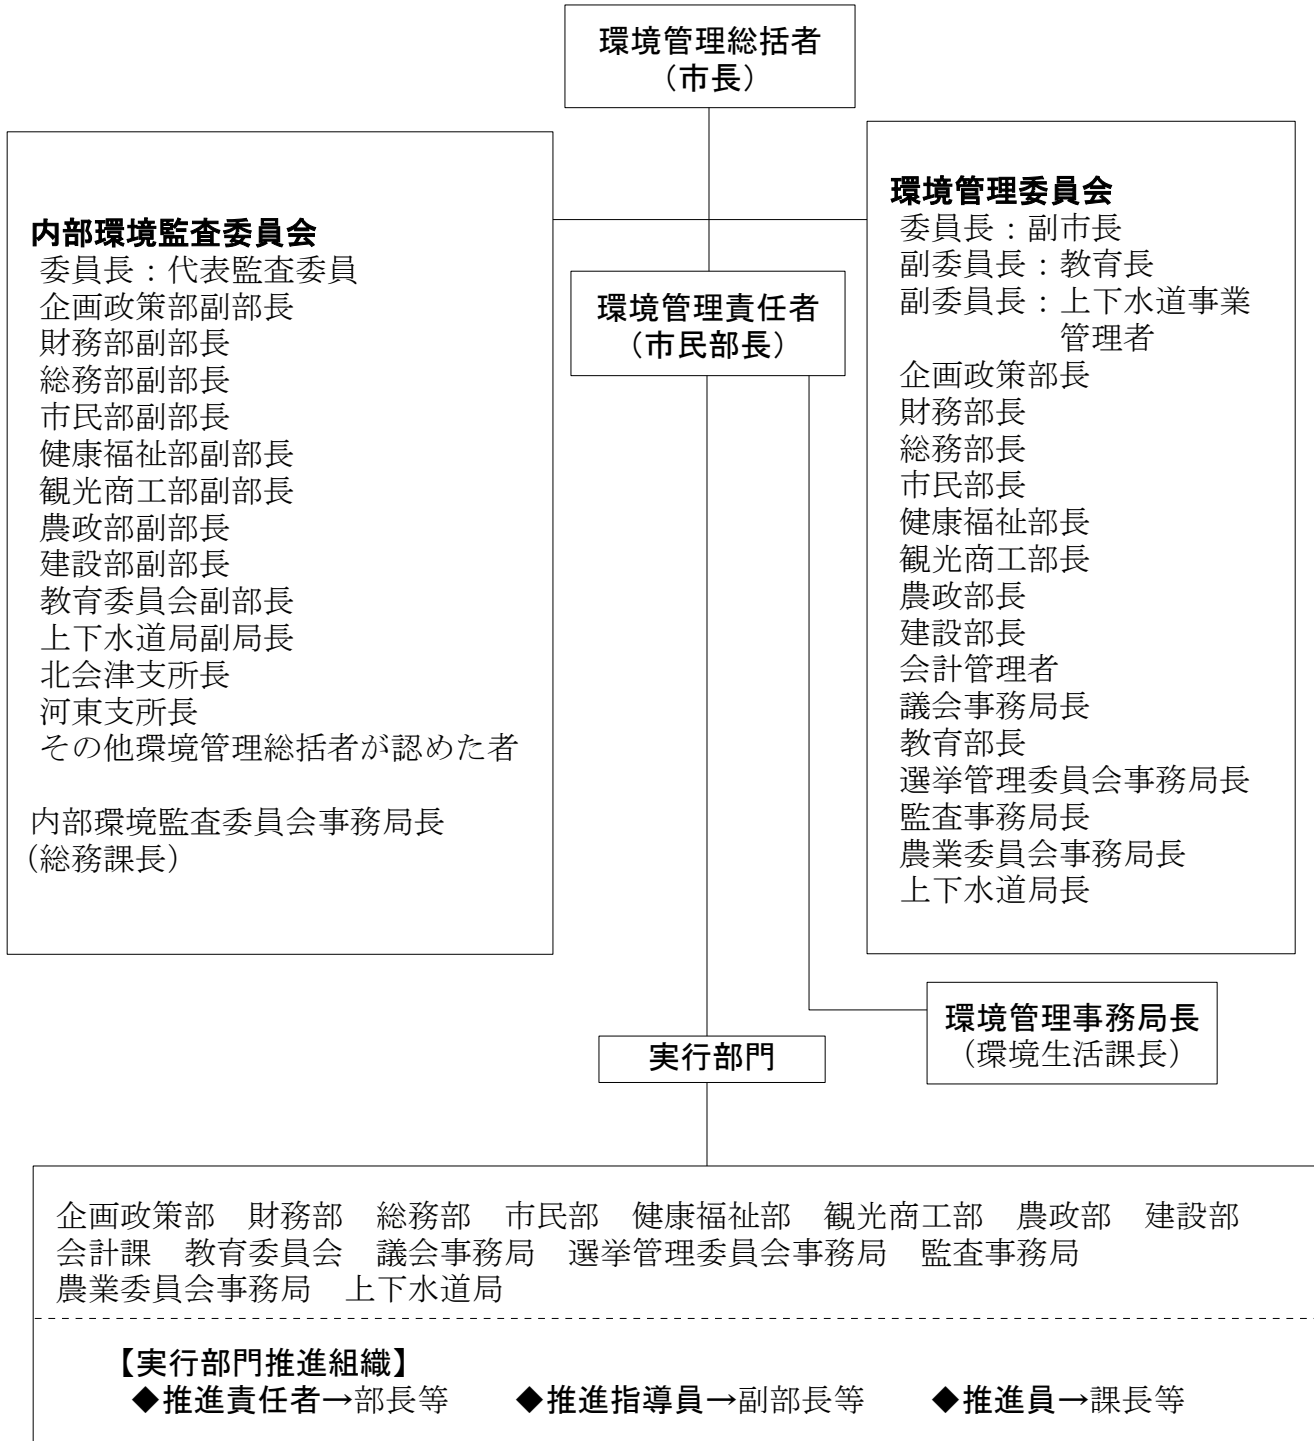 環境管理総括者
（市長）
内部環境監査委員会
委員長：代表監査委員
企画政策部副部長
財務部副部長
総務部副部長
市民部副部長
健康福祉部副部長
観光商工部副部長
農政部副部長
建設部副部長
教育委員会副部長
上下水道局副局長
北会津支所長
河東支所長
その他環境管理総括者が認めた者
内部環境監査委員会事務局長
（総務課長）
環境管理責任者
（市民部長）
環境管理委員会
委員長：副市長
副委員長：教育長
副委員長：上下水道事業
管理者
企画政策部長
財務部長
総務部長
市民部長
健康福祉部長
観光商工部長
農政部長
建設部長
会計管理者
議会事務局長
教育部長
選挙管理委員会事務局長
監査事務局長
農業委員会事務局長
上下水道局長
環境管理事務局長
（環境生活課長）
実行部門
企画政策部　財務部　総務部　市民部　健康福祉部　観光商工部　農政部　建設部
会計課　教育委員会　議会事務局　選挙管理委員会事務局　監査事務局
農業委員会事務局　上下水道局
【実行部門推進組織】
◆推進責任者→部長等　　◆推進指導員→副部長等　　◆推進員→課長等